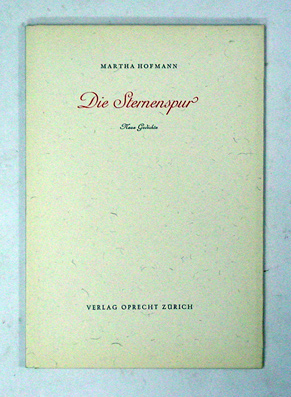 MARTHA HOFMANN
Die Sternenspur
Neue Gedichte
VERLAG OPRECHT ZÜRICH